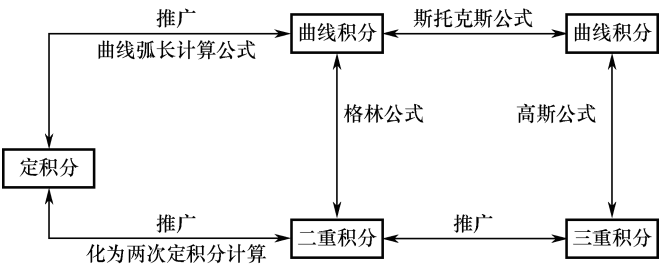 推广
斯托克斯公式
曲线积分
曲线积分
曲线弧长计算公式
格林公式
高斯公式
定积分
推广
推广
二重积分
三重积分
化为两次定积分计算